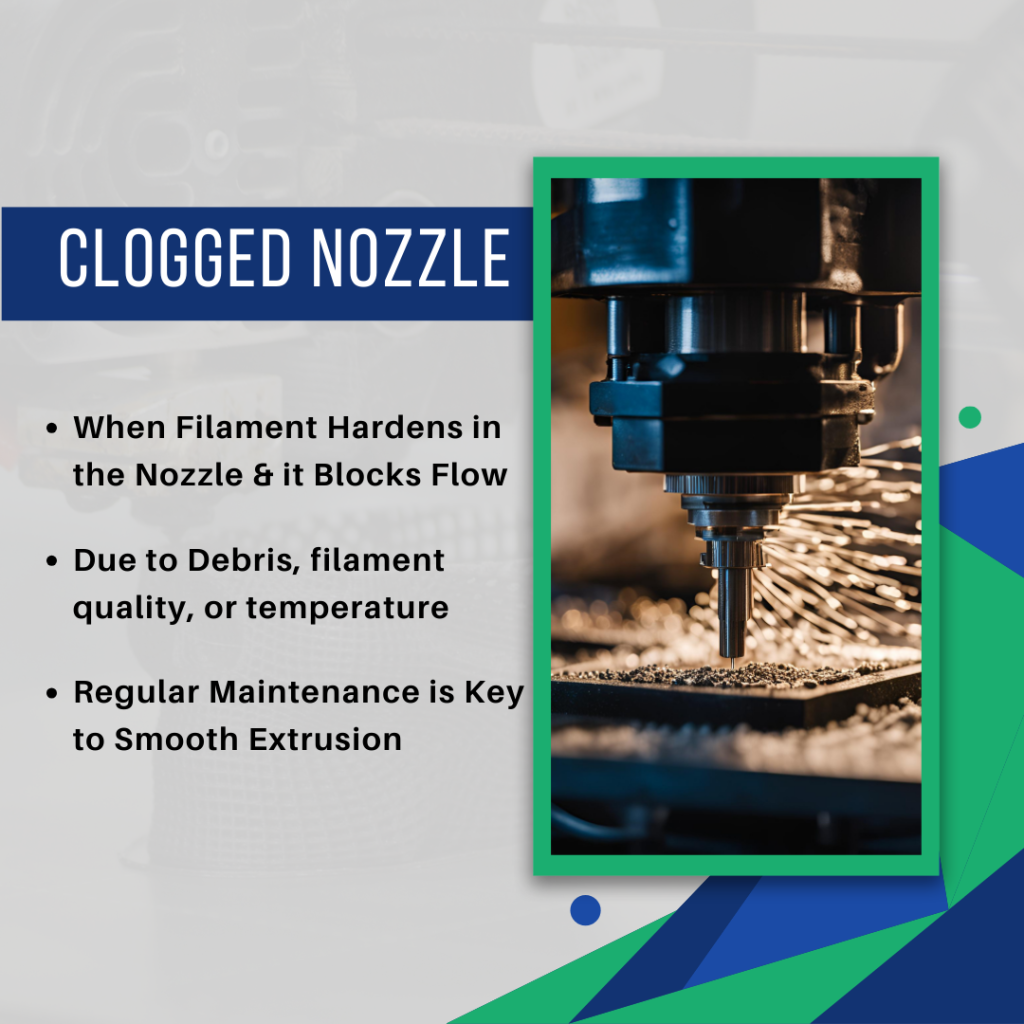 CLOGGED NOZZLE
• When Filament Hardens in
the Nozzle & it Blocks Flow
• Due to Debris, filament
quality, or temperature
• Regular Maintenance is Key
to Smooth Extrusion